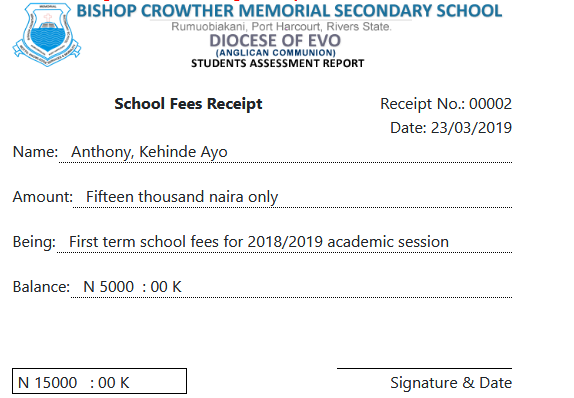 BISHOP CROWTHER MEMORIAL SECONDARY SCHOOL
Rumuobiakani, Port Harcourt, Rivers State.
DIOCESE OF EVO
(ANGLICAN COMMUNION)
STUDENTS ASSESSMENT REPORT
School Fees Receipt
Receipt No.: 00002
Date: 23/03/2019
Name: Anthony, Kehinde Ayo
Amount: Fifteen thousand naira only
Being: First term school fees for 2018/2019 academic session
Balance: N 5000 : 00 K
N 15000 : 00 K
Signature & Date